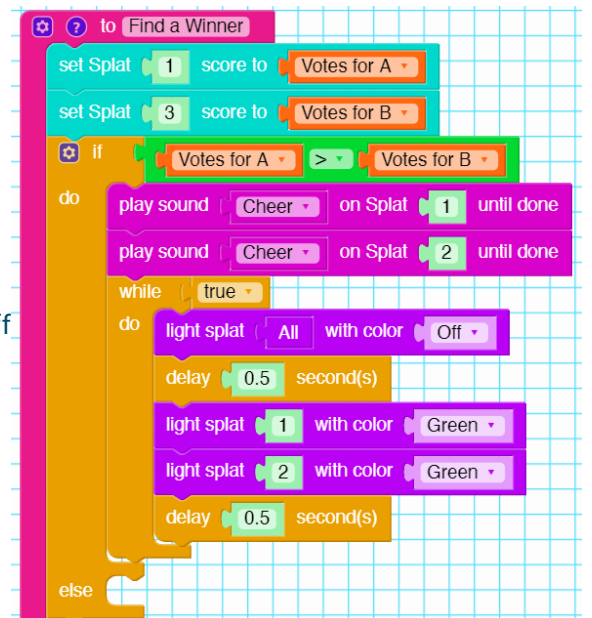 ? to Find a Winner
set Splat 1 score to Votes for A
set Splat 3 score to Votes for B
if Votes for A > Votes for B
do play sound Cheer on Splat 1 until done
play sound Cheer on Splat 2 until done
while true
do light splat All with color Off
delay 0.5 second(s)
light splat 1 with color Green
light splat 2 with color Green
delay 0.5 second(s)
else